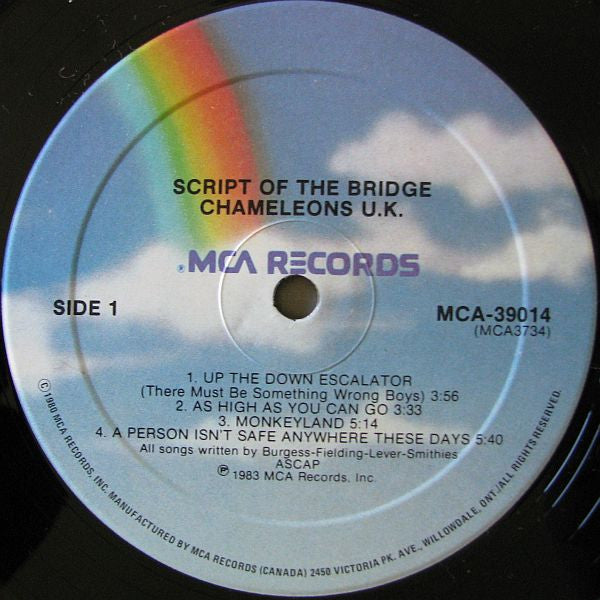 SCRIPT OF THE BRIDGE
CHAMELEONS U.K.
℗ MCA RECORDS
SIDE 1
MCA-39014
(MCA3734)
1. UP THE DOWN ESCALATOR
(There Must Be Something Wrong Boys) 3:56
2. AS HIGH AS YOU CAN GO 3:33
3. MONKEYLAND 5:14
4. A PERSON ISN'T SAFE ANYWHERE THESE DAYS 5:40
All songs written by Burgess-Fielding-Lever-Smithies
ASCAP
℗ 1983 MCA Records, Inc.
© 1980 MCA RECORDS, INC. MANUFACTURED BY MCA RECORDS (CANADA) 2450 VICTORIA PK. AVE., WILLOWDALE, ONT./ALL RIGHTS RESERVED.